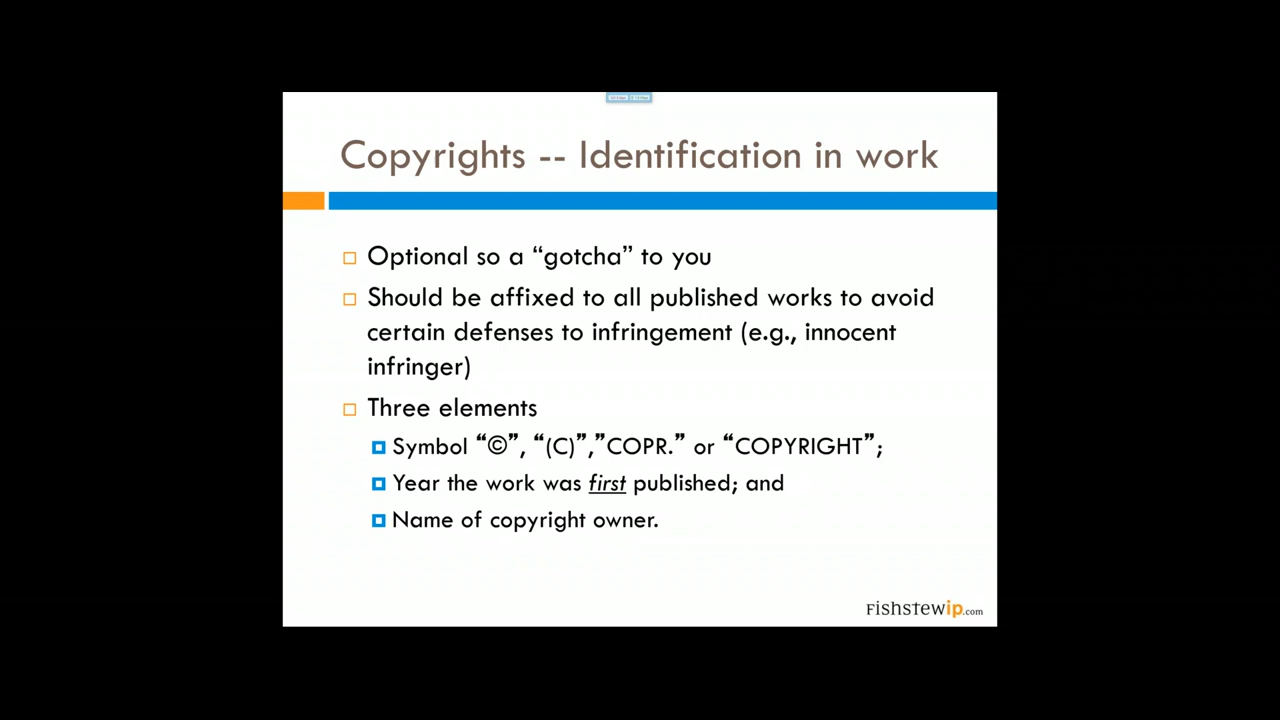 Copyrights -- Identification in work
Optional so a “gotcha” to you
Should be affixed to all published works to avoid
certain defenses to infringement (e.g., innocent
infringer)
Three elements
Symbol “©”, “(C)”,”COPR.” or “COPYRIGHT”;
Year the work was first published; and
Name of copyright owner.
FISHSTEWip.com